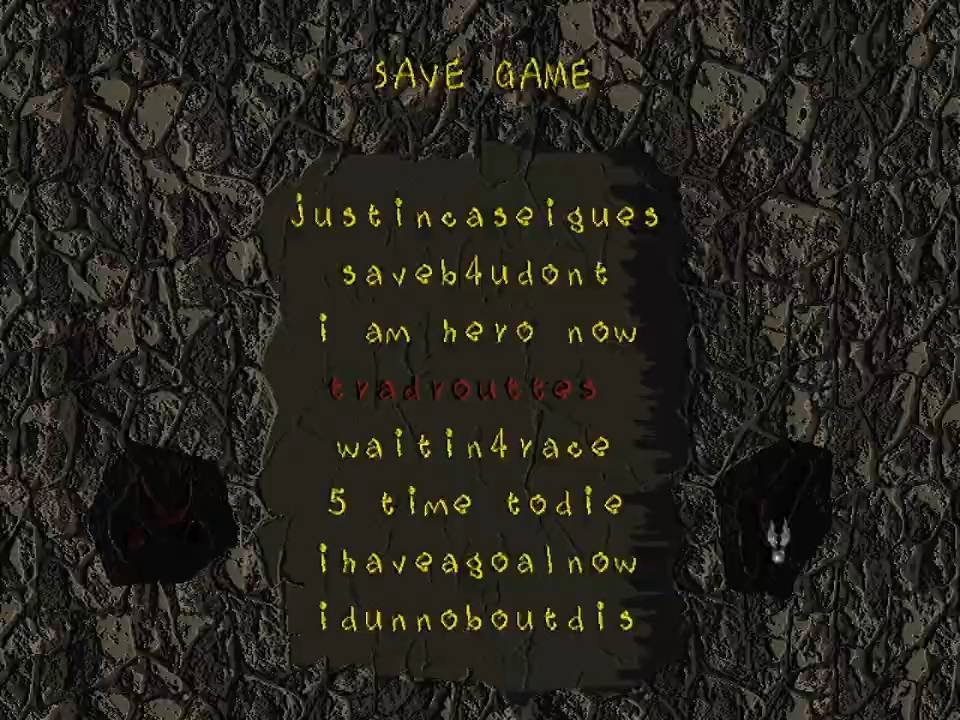 SAVE GAME
justincaseigues
saveb4udont
i am hero now
tradrouttes
waitin4race
5 time todie
ihaveagoalnow
idunnoboutdis